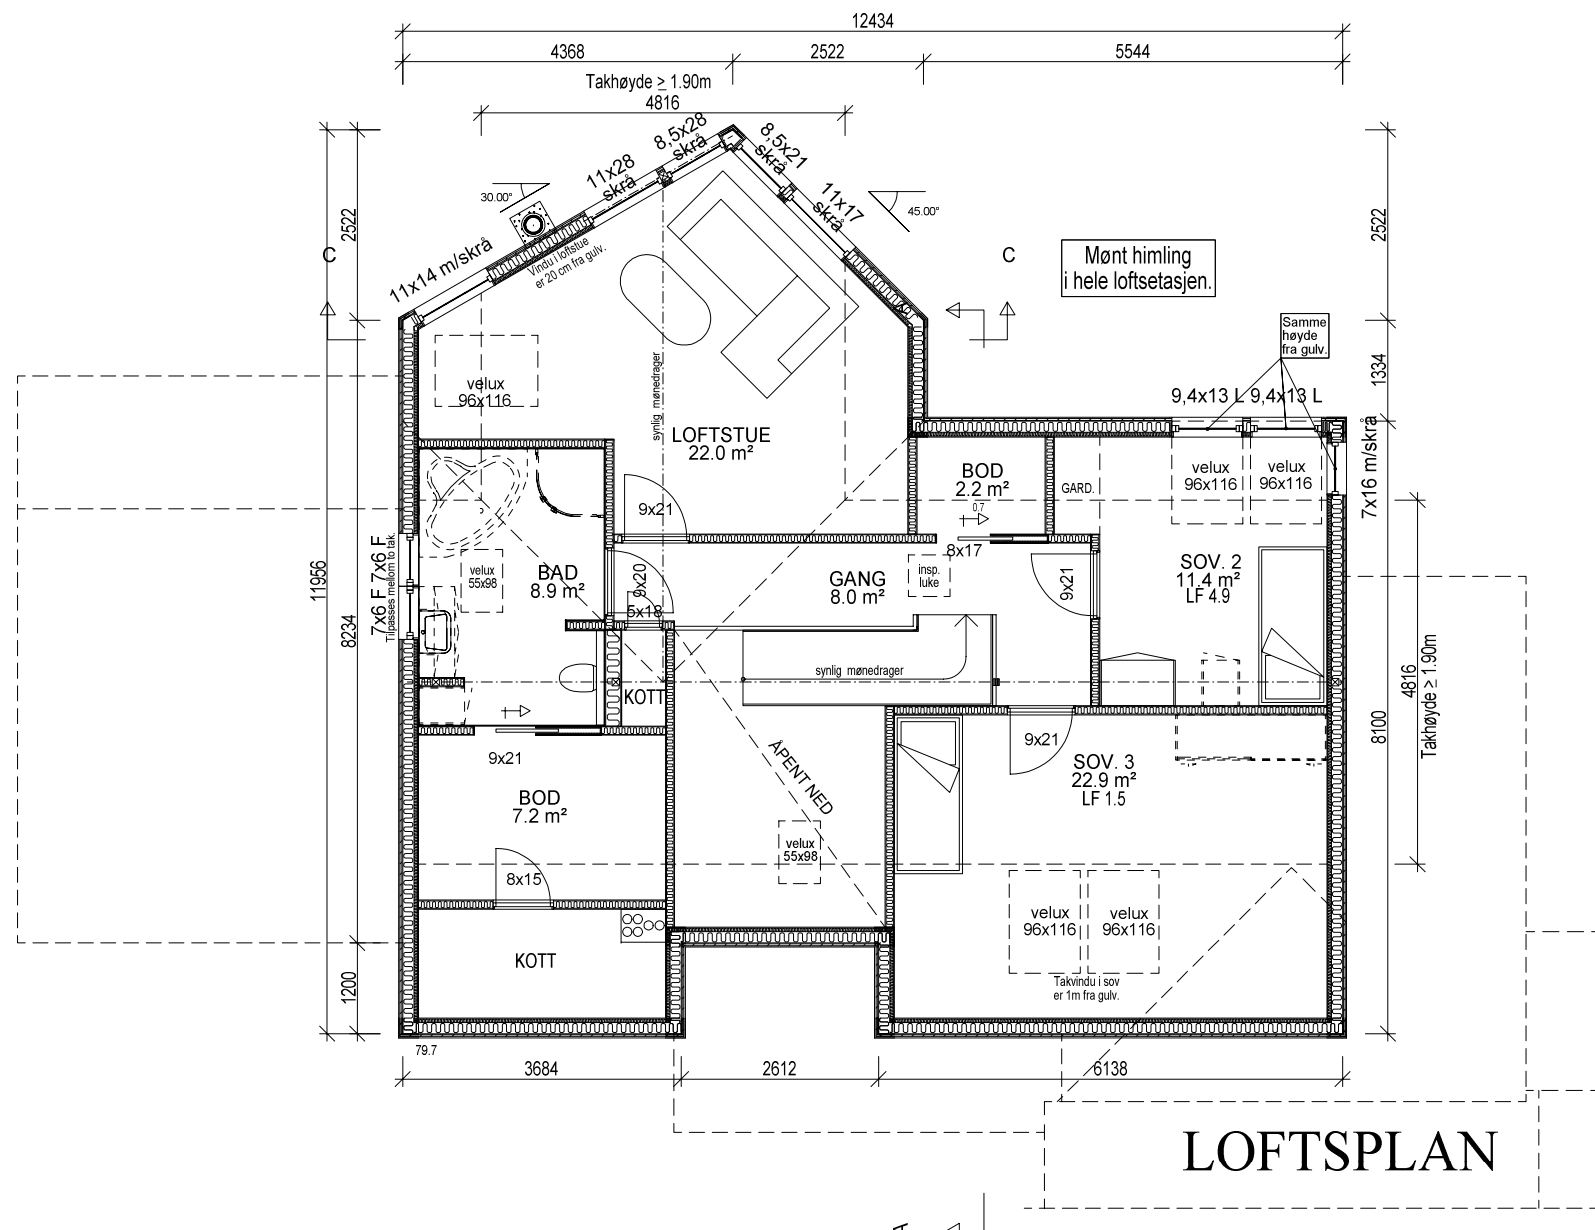 12434
4368
2522
5544
Takhøyde ≥ 1.90m
4816
8,5x28
skrå
8,5x21
skrå
11x28
skrå
11x17
skrå
30.00°
45.00°
2522
2522
C
C
11x14 m/skrå
Vindu i loftstue
er 20 cm fra gulv.
Mønt himling
i hele loftsetasjen.
Samme
høyde
fra gulv.
1334
velux
96x116
synlig mønedrager
9,4x13 L
9,4x13 L
7x16 m/skrå
LOFTSTUE
22.0 m²
BOD
2.2 m²
0.7
GARD.
velux
96x116
velux
96x116
9x21
8x17
11956
8234
7x6 F
7x6 F
Tilpasses mellom to tak.
velux
55x98
BAD
8.9 m²
9x20
5x18
GANG
8.0 m²
insp.
luke
9x21
SOV. 2
11.4 m²
LF 4.9
synlig mønedrager
KOTT
4816
Takhøyde ≥ 1.90m
8100
9x21
9x21
ÅPENT NED
SOV. 3
22.9 m²
LF 1.5
BOD
7.2 m²
velux
55x98
8x15
velux
96x116
velux
96x116
KOTT
Takvindu i sov
er 1m fra gulv.
1200
79.7
3684
2612
6138
LOFTSPLAN
A